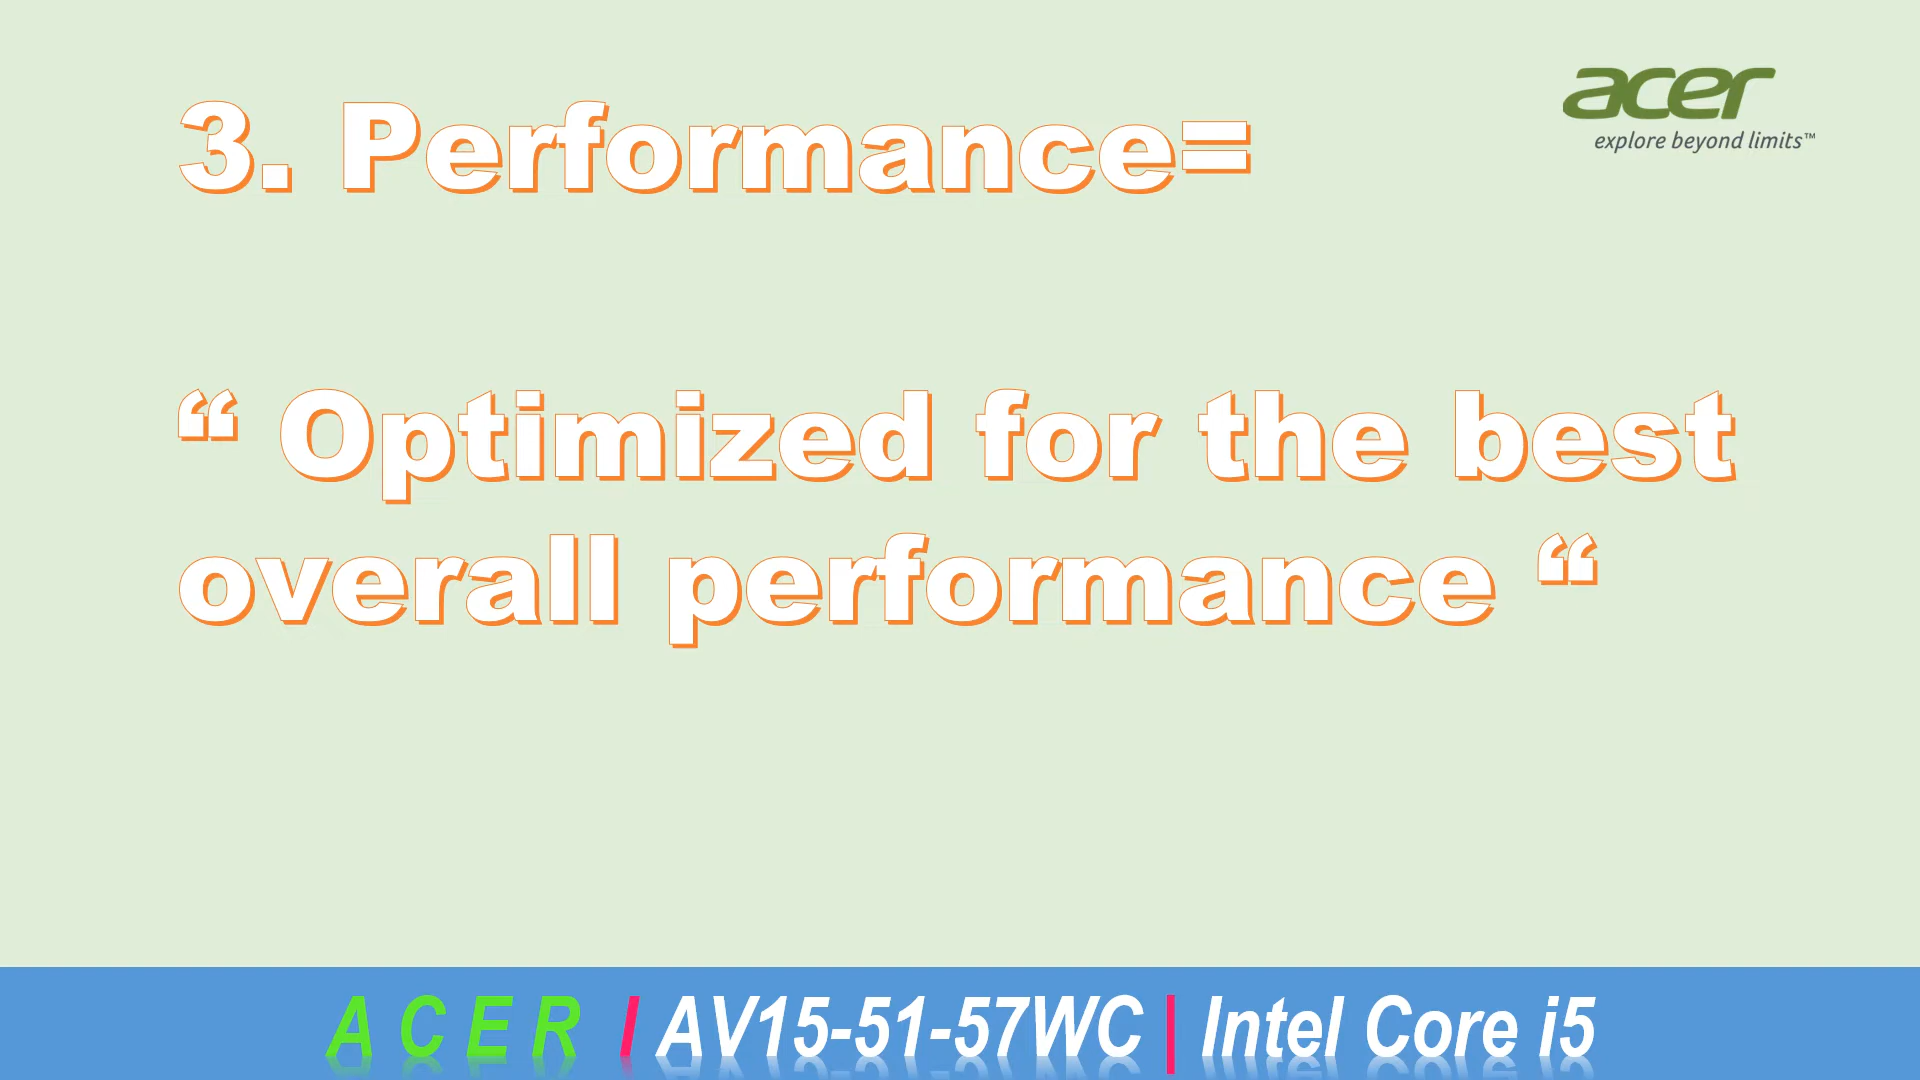 acer
explore beyond limits™
3. Performance=
“ Optimized for the best
overall performance “
A C E R | AV15-51-57WC | Intel Core i5